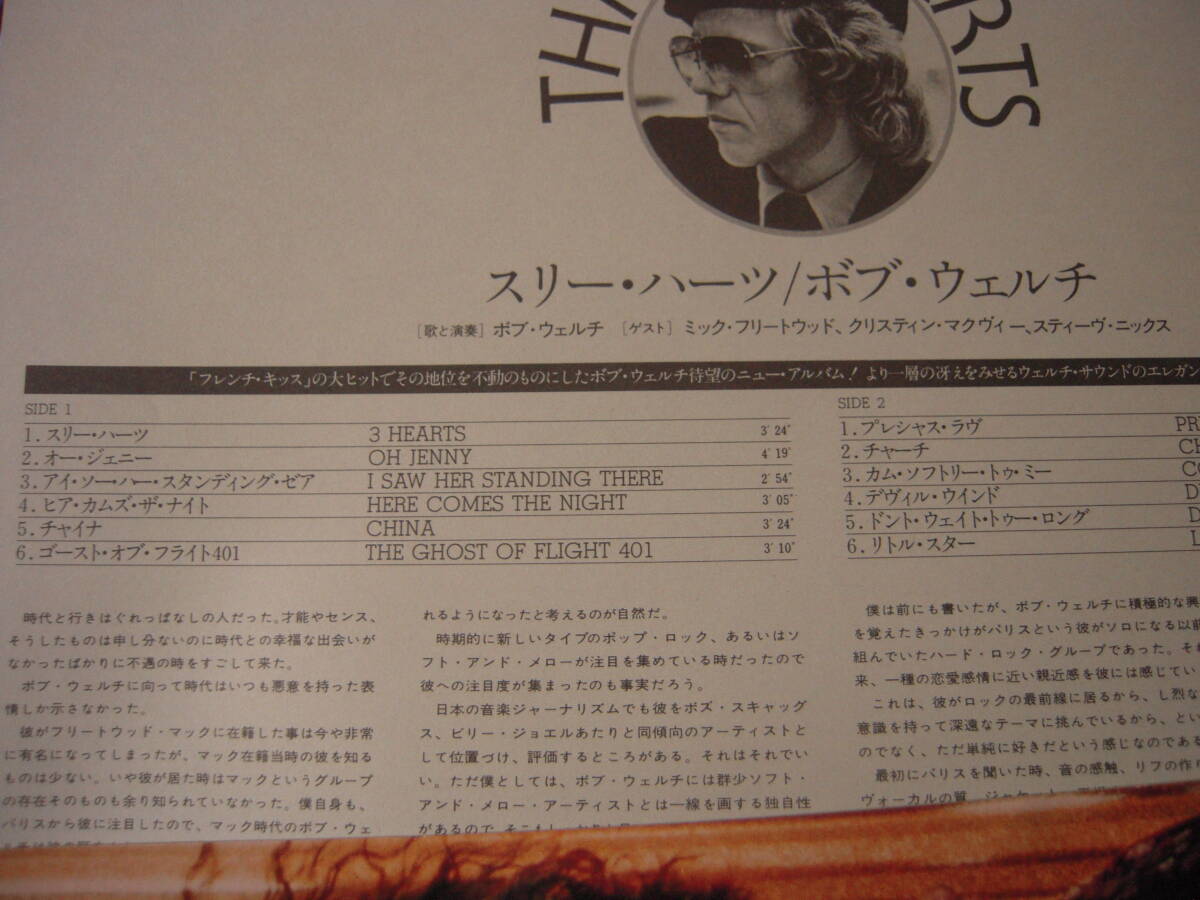 スリー・ハーツ/ボブ・ウェルチ
[歌と演奏] ボブ・ウェルチ [ゲスト] ミック・フリートウッド、クリスティン・マクヴィー、スティーヴ・ニックス
「フレンチ・キッス」の大ヒットでその地位を不動のものにしたボブ・ウェルチ待望のニュー・アルバム! より一層の冴えをみせるウェルチ・サウンドのエレガン
SIDE 1
1. スリー・ハーツ 3 HEARTS 3′24″
2. オー・ジェニー OH JENNY 4′19″
3. アイ・ソー・ハー・スタンディング・ゼア I SAW HER STANDING THERE 2′54″
4. ヒア・カムズ・ザ・ナイト HERE COMES THE NIGHT 3′05″
5. チャイナ CHINA 3′24″
6. ゴースト・オブ・フライト401 THE GHOST OF FLIGHT 401 3′10″
SIDE 2
1. プレシャス・ラヴ PR
2. チャーチ CH
3. カム・ソフトリー・トゥ・ミー CO
4. デヴィル・ウインド D
5. ドント・ウェイト・トゥー・ロング D
6. リトル・スター L
時代と行きはぐれっぱなしの人だった。才能やセンス、
そうしたものは申し分ないのに時代との幸福な出会いが
なかったばかりに不遇の時をすごして来た。
ボブ・ウェルチに向って時代はいつも悪意を持った表
情しか示さなかった。
彼がフリートウッド・マックに在籍した事は今や非常
に有名になってしまったが、マック在籍当時の彼を知る
ものは少ない。いや彼が居た時はマックというグループ
の存在そのものも余り知られていなかった。僕自身も、
パリスから彼に注目したので、マック時代のボブ・ウェ
れるようになったと考えるのが自然だ。
時期的に新しいタイプのポップ・ロック、あるいはソ
フト・アンド・メローが注目を集めている時だったので
彼への注目度が集まったのも事実だろう。
日本の音楽ジャーナリズムでも彼をボズ・スキャッグ
ス、ビリー・ジョエルあたりと同傾向のアーティストと
して位置づけ、評価するところがある。それはそれでい
い。ただ僕としては、ボブ・ウェルチには群少ソフト・
アンド・メロー・アーティストとは一線を画する独自性
があるので、
僕は前にも書いたが、ボブ・ウェルチに積極的な興
を覚えたきっかけがパリスという彼がソロになる以前
組んでいたハード・ロック・グループであった。それ
来、一種の恋愛感情に近い親近感を彼には感じてい
これは、彼がロックの最前線に居るから、し烈な
意識を持って深遠なテーマに挑んでいるから、とい
のでなく、ただ単純に好きだという感じなのである
最初にパリスを聞いた時、音の感触、リフの作り
ヴォーカルの質、ジャケット、